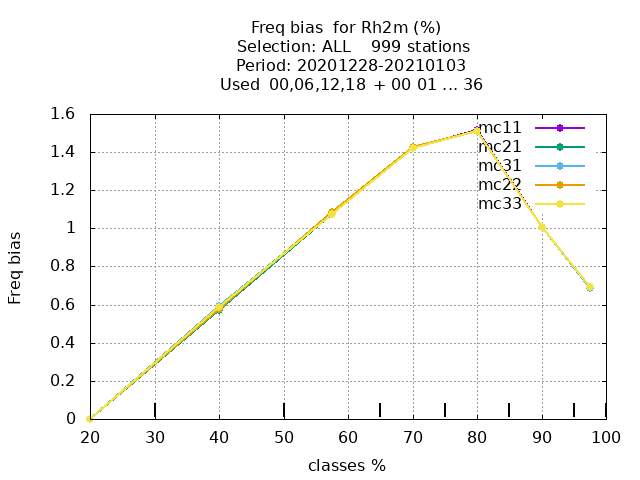 Freq bias  for Rh2m (%)
Selection: ALL    999 stations
Period: 20201228-20210103
Used  00,06,12,18 + 00 01 ... 36
1.6
1.4
1.2
1
0.8
0.6
0.4
0.2
0
Freq bias
mc11
mc21
mc31
mc22
mc33
20 30 40 50 60 70 80 90 100
classes %